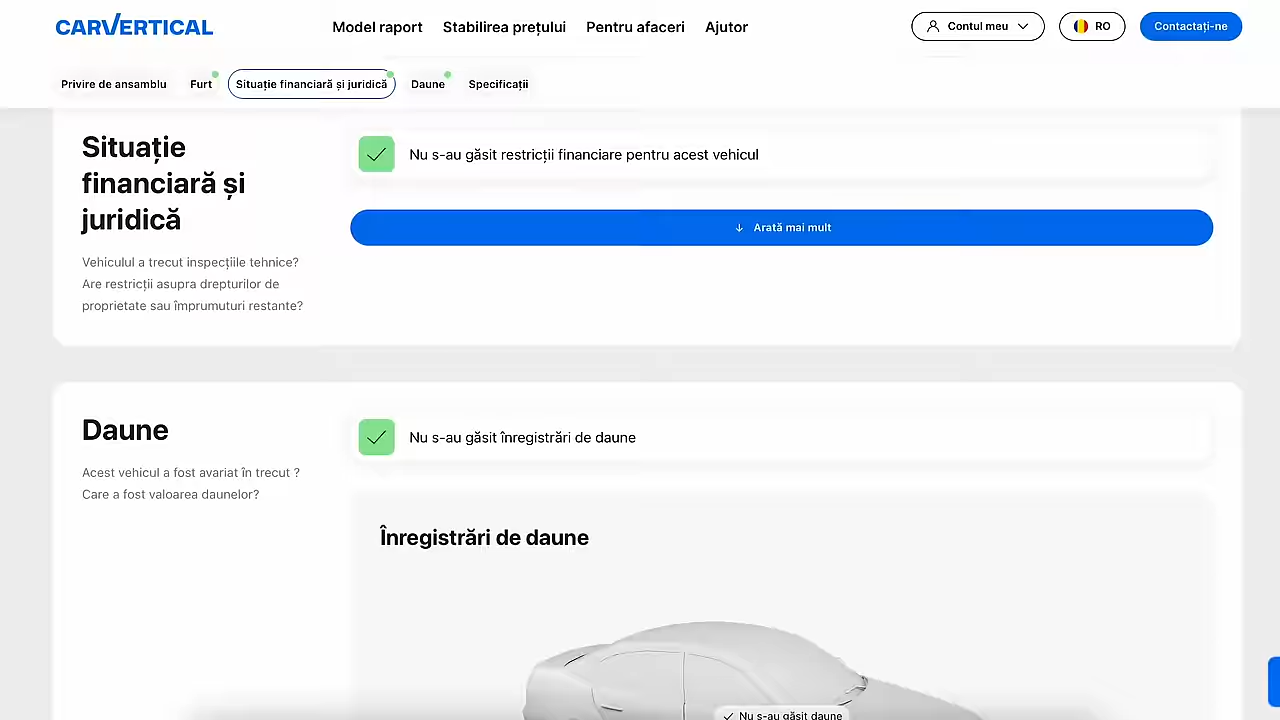 CARVERTICAL
Model raport
Stabilirea prețului
Pentru afaceri
Ajutor
Contul meu
RO
Contactați-ne
Privire de ansamblu
Furt
Situație financiară și juridică
Daune
Specificații
Situație
financiară și
juridică
Vehiculul a trecut inspecțiile tehnice?
Are restricții asupra drepturilor de
proprietate sau împrumuturi restante?
Nu s-au găsit restricții financiare pentru acest vehicul
Arată mai mult
Daune
Acest vehicul a fost avariat în trecut ?
Care a fost valoarea daunelor?
Nu s-au găsit înregistrări de daune
Înregistrări de daune
Nu s-au găsit daune